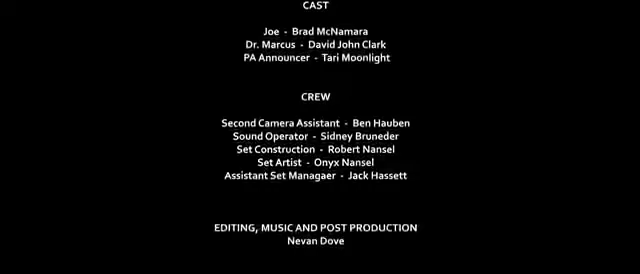 CAST
Joe - Brad McNamara
Dr. Marcus - David John Clark
PA Announcer - Tari Moonlight
CREW
Second Camera Assistant - Ben Hauben
Sound Operator - Sidney Bruneder
Set Construction - Robert Nansel
Set Artist - Onyx Nansel
Assistant Set Managaer - Jack Hassett
EDITING, MUSIC AND POST PRODUCTION
Nevan Dove